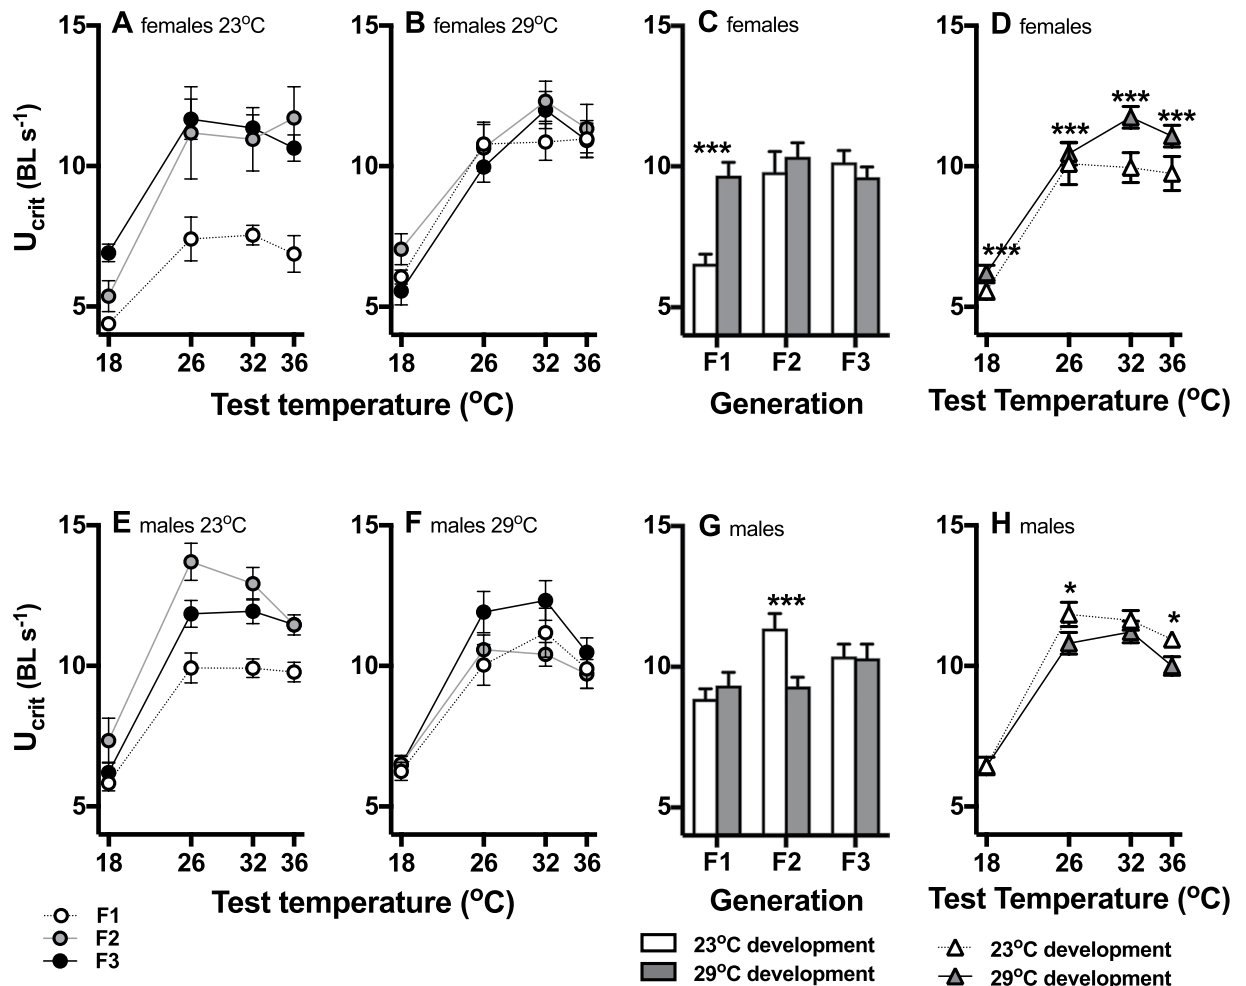 A females 23°C
B females 29°C
C females
D females
15
10
5
U crit (BL s-1)
18 26 32 36
15
10
5
18 26 32 36
Test temperature (°C)
15
10
5
***
F1 F2 F3
Generation
15
10
5
***
***
***
***
18 26 32 36
Test Temperature (°C)
E males 23°C
F males 29°C
G males
H males
15
10
5
U crit (BL s-1)
18 26 32 36
15
10
5
18 26 32 36
Test temperature (°C)
15
10
5
***
F1 F2 F3
Generation
15
10
5
*
*
18 26 32 36
Test Temperature (°C)
F1
F2
F3
23°C development
29°C development
23°C development
29°C development